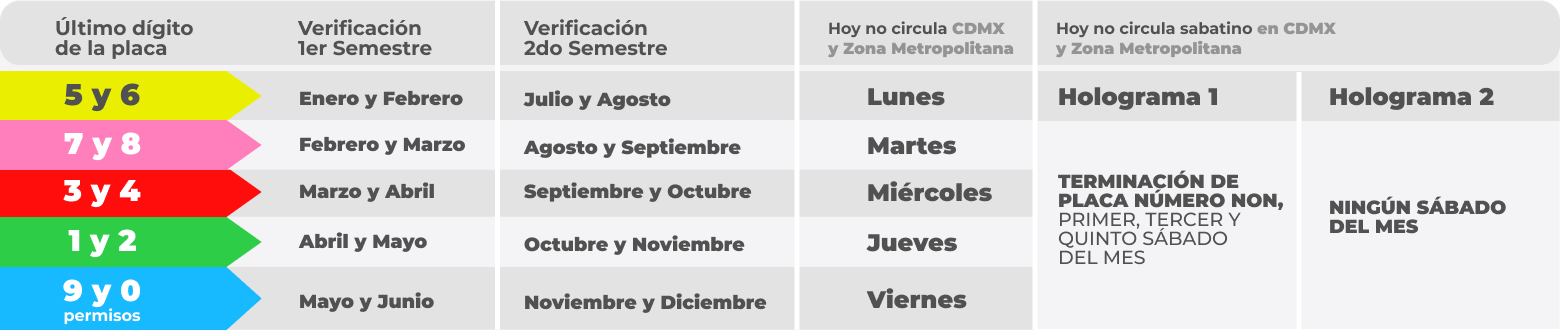 Último dígito
de la placa
Verificación
1er Semestre
Verificación
2do Semestre
Hoy no circula CDMX
y Zona Metropolitana
Hoy no circula sabatino en CDMX
y Zona Metropolitana
5 y 6
Enero y Febrero
Julio y Agosto
Lunes
Holograma 1
Holograma 2
7 y 8
Febrero y Marzo
Agosto y Septiembre
Martes
3 y 4
Marzo y Abril
Septiembre y Octubre
Miércoles
1 y 2
Abril y Mayo
Octubre y Noviembre
Jueves
9 y 0
permisos
Mayo y Junio
Noviembre y Diciembre
Viernes
TERMINACIÓN DE
PLACA NÚMERO NON,
PRIMER, TERCER Y
QUINTO SÁBADO
DEL MES
NINGÚN SÁBADO
DEL MES